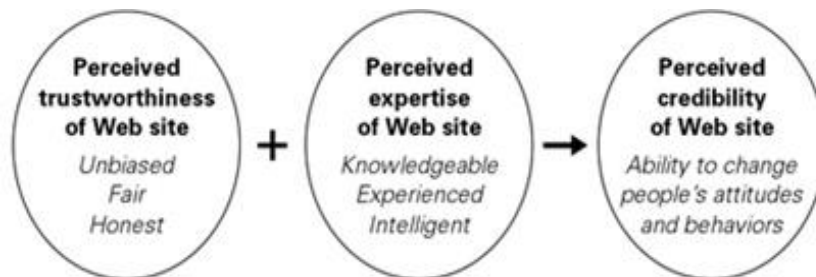 Perceived
trustworthiness
of Web site
Unbiased
Fair
Honest
+
Perceived
expertise
of Web site
Knowledgeable
Experienced
Intelligent
Perceived
credibility
of Web site
Ability to change
people's attitudes
and behaviors